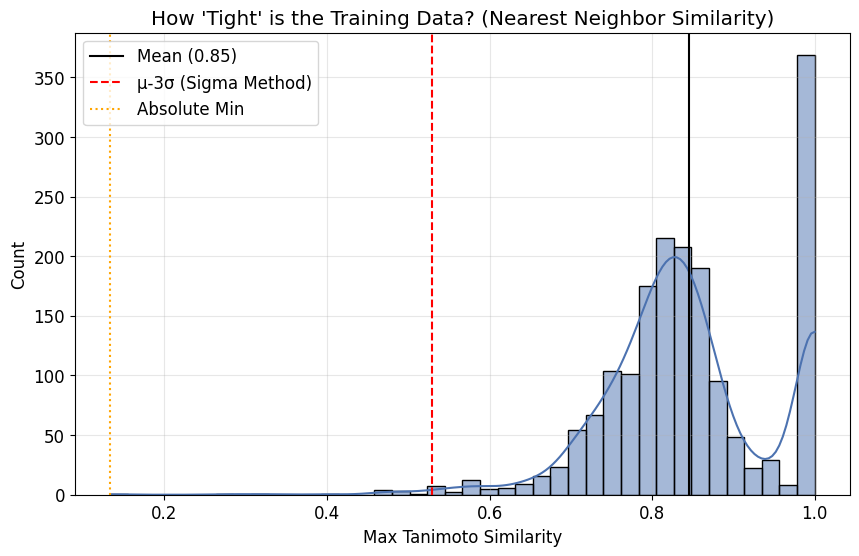 How 'Tight' is the Training Data? (Nearest Neighbor Similarity)
Mean (0.85)
μ-3σ (Sigma Method)
Absolute Min
350
300
250
200
150
100
50
0
Count
0.2
0.4
0.6
0.8
1.0
Max Tanimoto Similarity